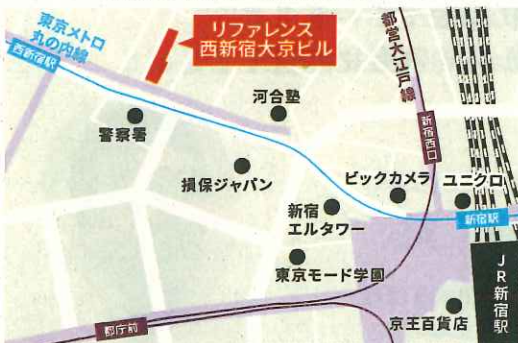 東京メトロ
丸の内線
西新宿駅
リファレンス
西新宿大京ビル
都営大江戸線
新宿西口
警察署
河合塾
損保ジャパン
ビックカメラ
ユニクロ
新宿
エルタワー
新宿駅
東京モード学園
JR新宿駅
都庁前
京王百貨店